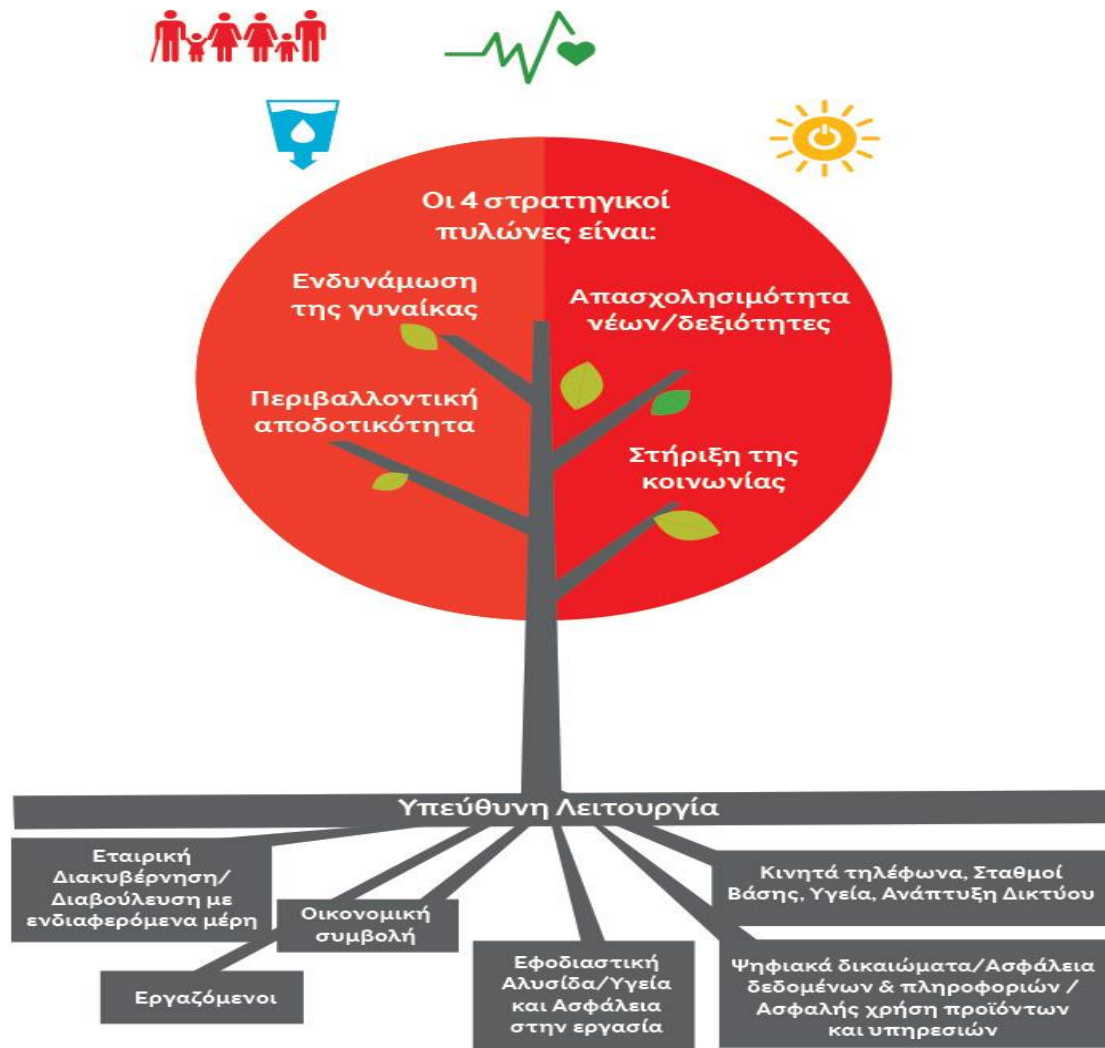 Οι 4 στρατηγικοί
πυλώνες είναι:
Ενδυνάμωση
της γυναίκας
Απασχολησιμότητα
νέων/δεξιότητες
Περιβαλλοντική
αποδοτικότητα
Στήριξη της
κοινωνίας
Υπεύθυνη Λειτουργία
Εταιρική
Διακυβέρνηση/
Διαβούλευση με
ενδιαφερόμενα μέρη
Εργαζόμενοι
Οικονομική
συμβολή
Εφοδιαστική
Αλυσίδα/Υγεία
και Ασφάλεια
στην εργασία
Κινητά τηλέφωνα, Σταθμοί
Βάσης, Υγεία, Ανάπτυξη Δικτύου
Ψηφιακά δικαιώματα/Ασφάλεια
δεδομένων & πληροφοριών /
Ασφαλής χρήση προϊόντων
και υπηρεσιών